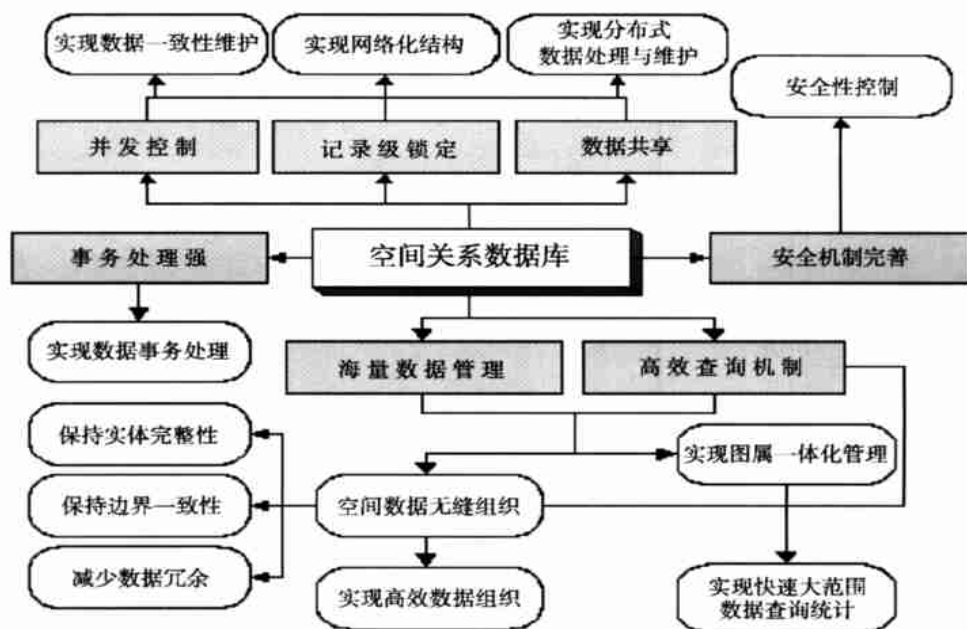 实现数据一致性维护
实现网络化结构
实现分布式
数据处理与维护
安全性控制
并发控制
记录级锁定
数据共享
事务处理强
空间关系数据库
安全机制完善
实现数据事务处理
海量数据管理
高效查询机制
保持实体完整性
实现图属一体化管理
保持边界一致性
空间数据无缝组织
减少数据冗余
实现高效数据组织
实现快速大范围
数据查询统计